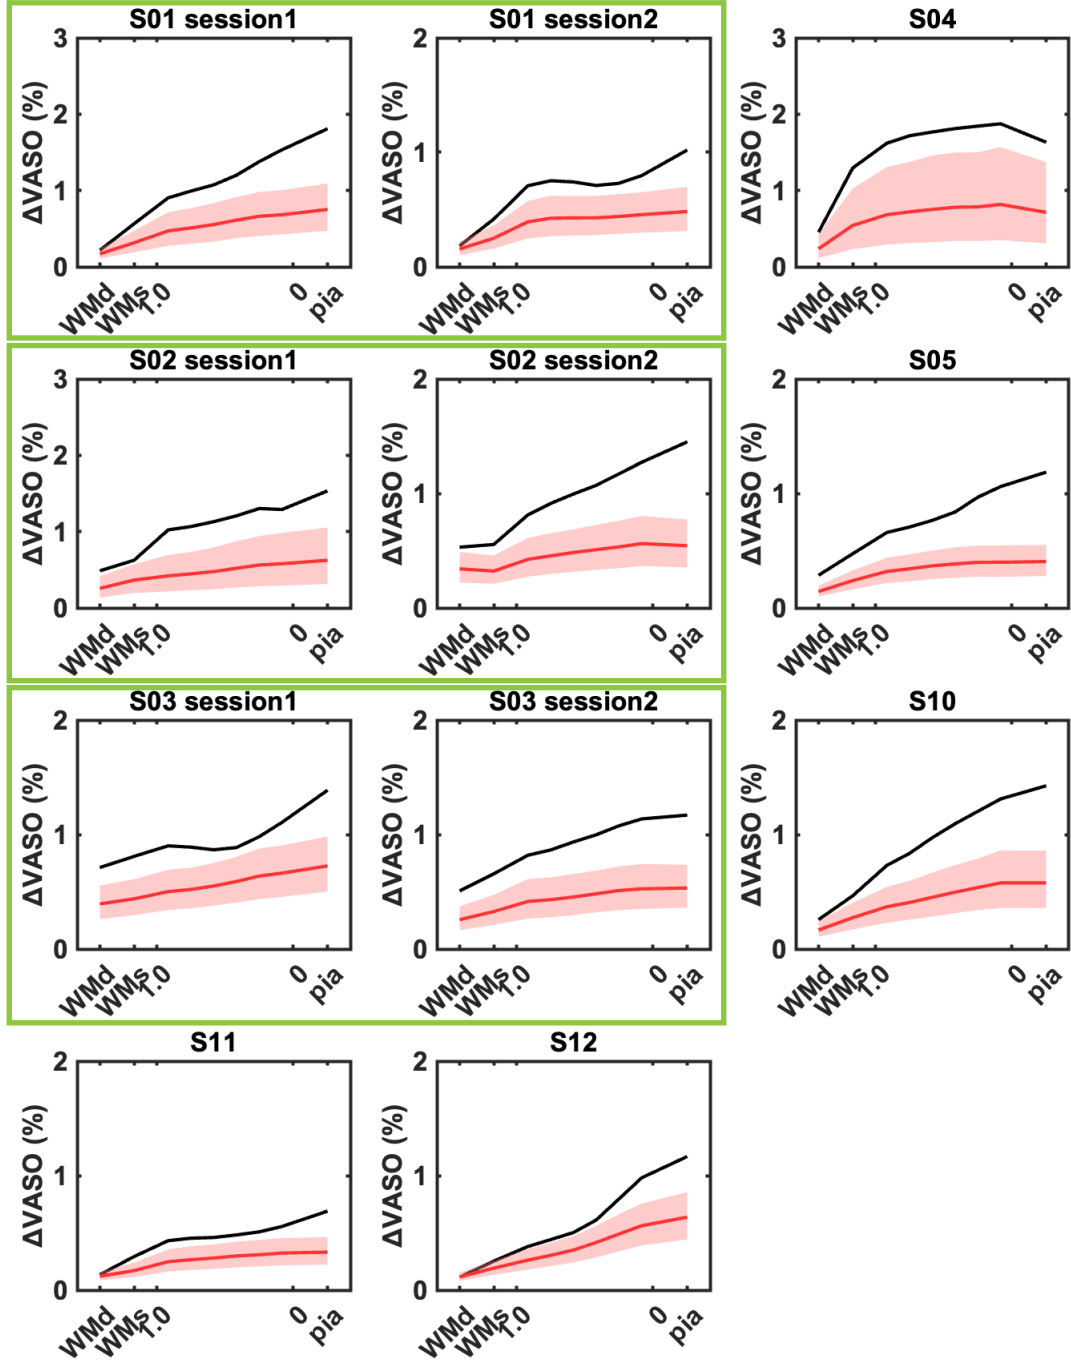 S01 session1
3
2
1
0
ΔVASO (%)
WMd
WMs
1.0
0
pia
S01 session2
2
1
0
ΔVASO (%)
WMd
WMs
1.0
0
pia
S04
3
2
1
0
ΔVASO (%)
WMd
WMs
1.0
0
pia
S02 session1
3
2
1
0
ΔVASO (%)
WMd
WMs
1.0
0
pia
S02 session2
2
1
0
ΔVASO (%)
WMd
WMs
1.0
0
pia
S05
2
1
0
ΔVASO (%)
WMd
WMs
1.0
0
pia
S03 session1
2
1
0
ΔVASO (%)
WMd
WMs
1.0
0
pia
S03 session2
2
1
0
ΔVASO (%)
WMd
WMs
1.0
0
pia
S10
2
1
0
ΔVASO (%)
WMd
WMs
1.0
0
pia
S11
2
1
0
ΔVASO (%)
WMd
WMs
1.0
0
pia
S12
2
1
0
ΔVASO (%)
WMd
WMs
1.0
0
pia